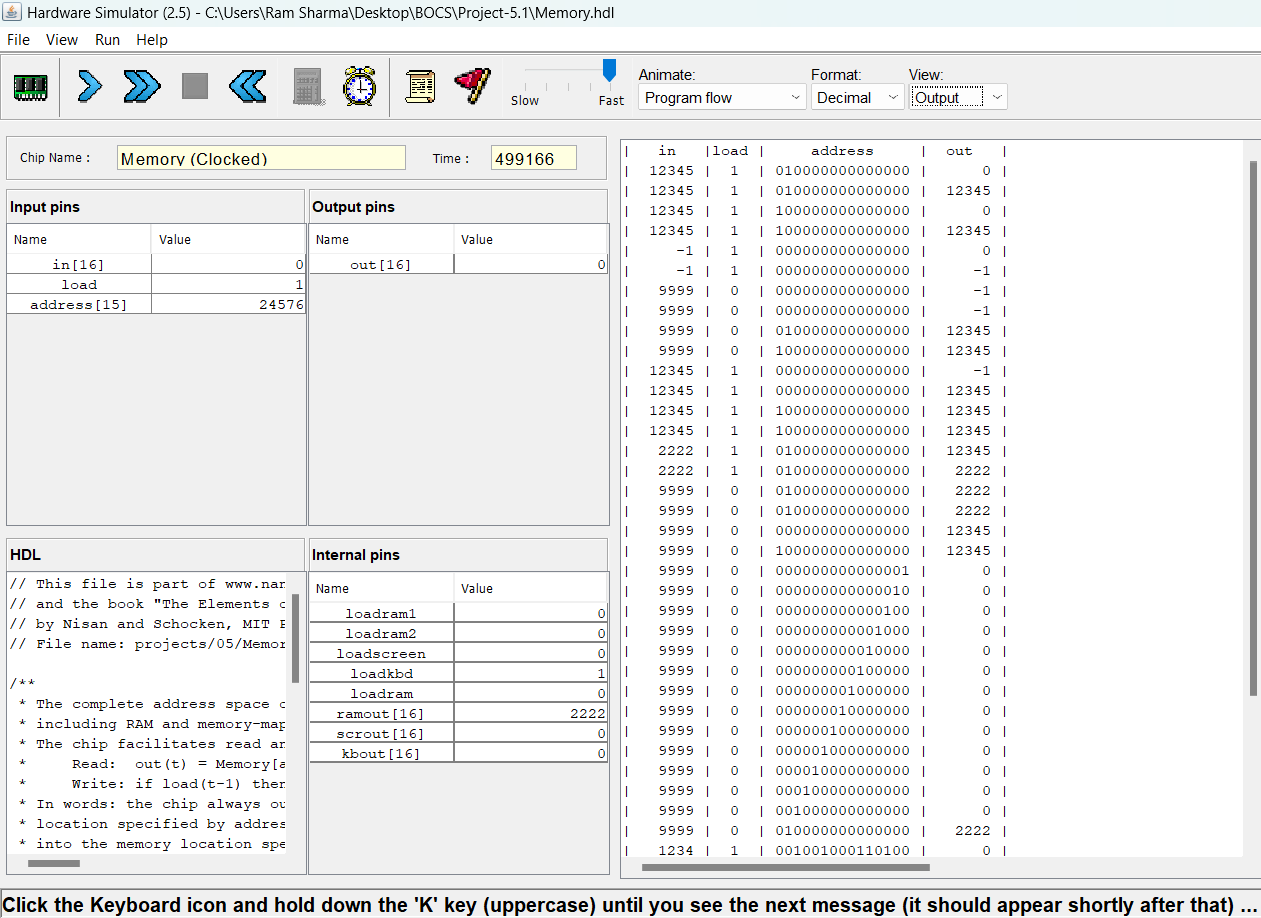 Hardware Simulator (2.5) - C:\Users\Ram Sharma\Desktop\BOCS\Project-5.1\Memory.hdl
File View Run Help
Slow Fast
Animate: Format: View:
Program flow Decimal Output
Chip Name : Memory (Clocked) Time : 499166
Input pins
Name Value
in[16] 0
load 1
address[15] 24576
Output pins
Name Value
out[16] 0
HDL
// This file is part of www.nan
// and the book "The Elements o
// by Nisan and Schocken, MIT P
// File name: projects/05/Memor
/**
* The complete address space o
* including RAM and memory-map
* The chip facilitates read an
* Read: out(t) = Memory[a
* Write: if load(t-1) then
* In words: the chip always ou
* location specified by addres
* into the memory location spe
Internal pins
Name Value
loadram1 0
loadram2 0
loadscreen 0
loadkbd 1
loadram 0
ramout[16] 2222
scrout[16] 0
kbout[16] 0
| in |load | address | out |
| 12345 | 1 | 010000000000000 | 0 |
| 12345 | 1 | 010000000000000 | 12345 |
| 12345 | 1 | 100000000000000 | 0 |
| 12345 | 1 | 100000000000000 | 12345 |
| -1 | 1 | 000000000000000 | 0 |
| -1 | 1 | 000000000000000 | -1 |
| 9999 | 0 | 000000000000000 | -1 |
| 9999 | 0 | 000000000000000 | -1 |
| 9999 | 0 | 010000000000000 | 12345 |
| 9999 | 0 | 100000000000000 | 12345 |
| 12345 | 1 | 000000000000000 | -1 |
| 12345 | 1 | 000000000000000 | 12345 |
| 12345 | 1 | 100000000000000 | 12345 |
| 12345 | 1 | 100000000000000 | 12345 |
| 2222 | 1 | 010000000000000 | 12345 |
| 2222 | 1 | 010000000000000 | 2222 |
| 9999 | 0 | 010000000000000 | 2222 |
| 9999 | 0 | 010000000000000 | 2222 |
| 9999 | 0 | 000000000000000 | 12345 |
| 9999 | 0 | 100000000000000 | 12345 |
| 9999 | 0 | 000000000000001 | 0 |
| 9999 | 0 | 000000000000010 | 0 |
| 9999 | 0 | 000000000000100 | 0 |
| 9999 | 0 | 000000000001000 | 0 |
| 9999 | 0 | 000000000010000 | 0 |
| 9999 | 0 | 000000000100000 | 0 |
| 9999 | 0 | 000000001000000 | 0 |
| 9999 | 0 | 000000010000000 | 0 |
| 9999 | 0 | 000000100000000 | 0 |
| 9999 | 0 | 000001000000000 | 0 |
| 9999 | 0 | 000010000000000 | 0 |
| 9999 | 0 | 000100000000000 | 0 |
| 9999 | 0 | 001000000000000 | 0 |
| 9999 | 0 | 010000000000000 | 2222 |
| 1234 | 1 | 001001000110100 | 0 |
Click the Keyboard icon and hold down the 'K' key (uppercase) until you see the next message (it should appear shortly after that) ...